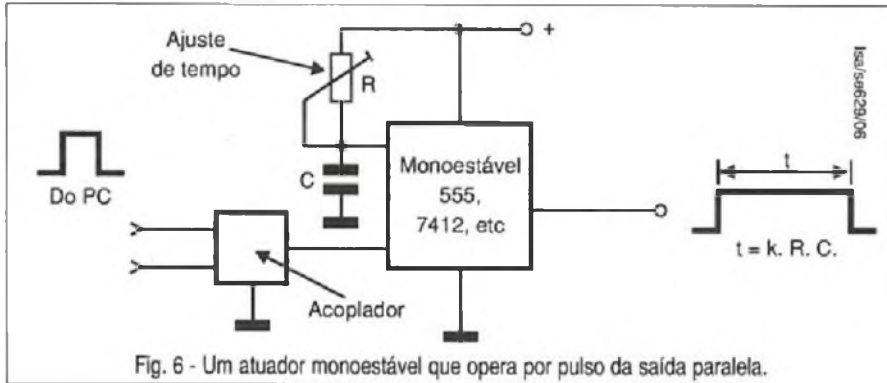 Ajuste
de tempo
R
+
lsa/se629/06
Do PC
C
Monoestável
555,
7412, etc
t
t = k. R. C.
Acoplador
Fig. 6 - Um atuador monoestável que opera por pulso da saída paralela.